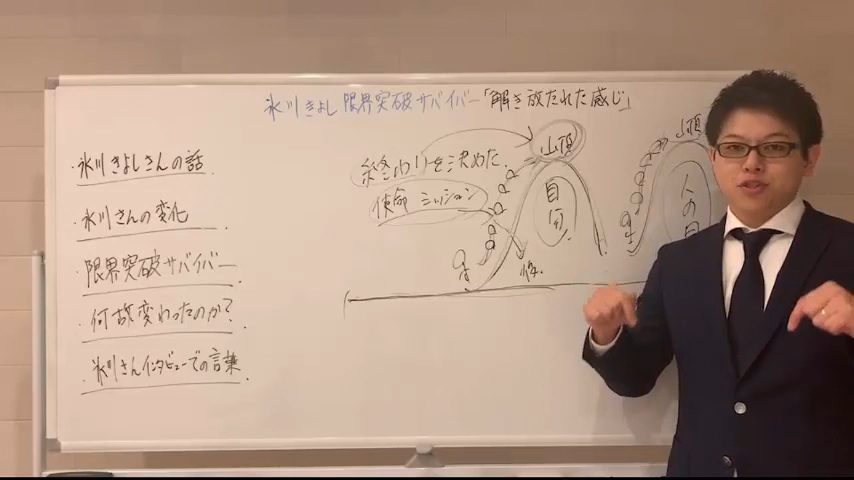 氷川きよし 限界突破サバイバー「解き放たれた感じ」
・氷川きよしさんの話
・氷川さんの変化
・限界突破サバイバー
・何故変わったのか?
・氷川さんインタビューでの言葉
終わりを決めた.
使命 ミッション
山頂
自分
山頂
人の目